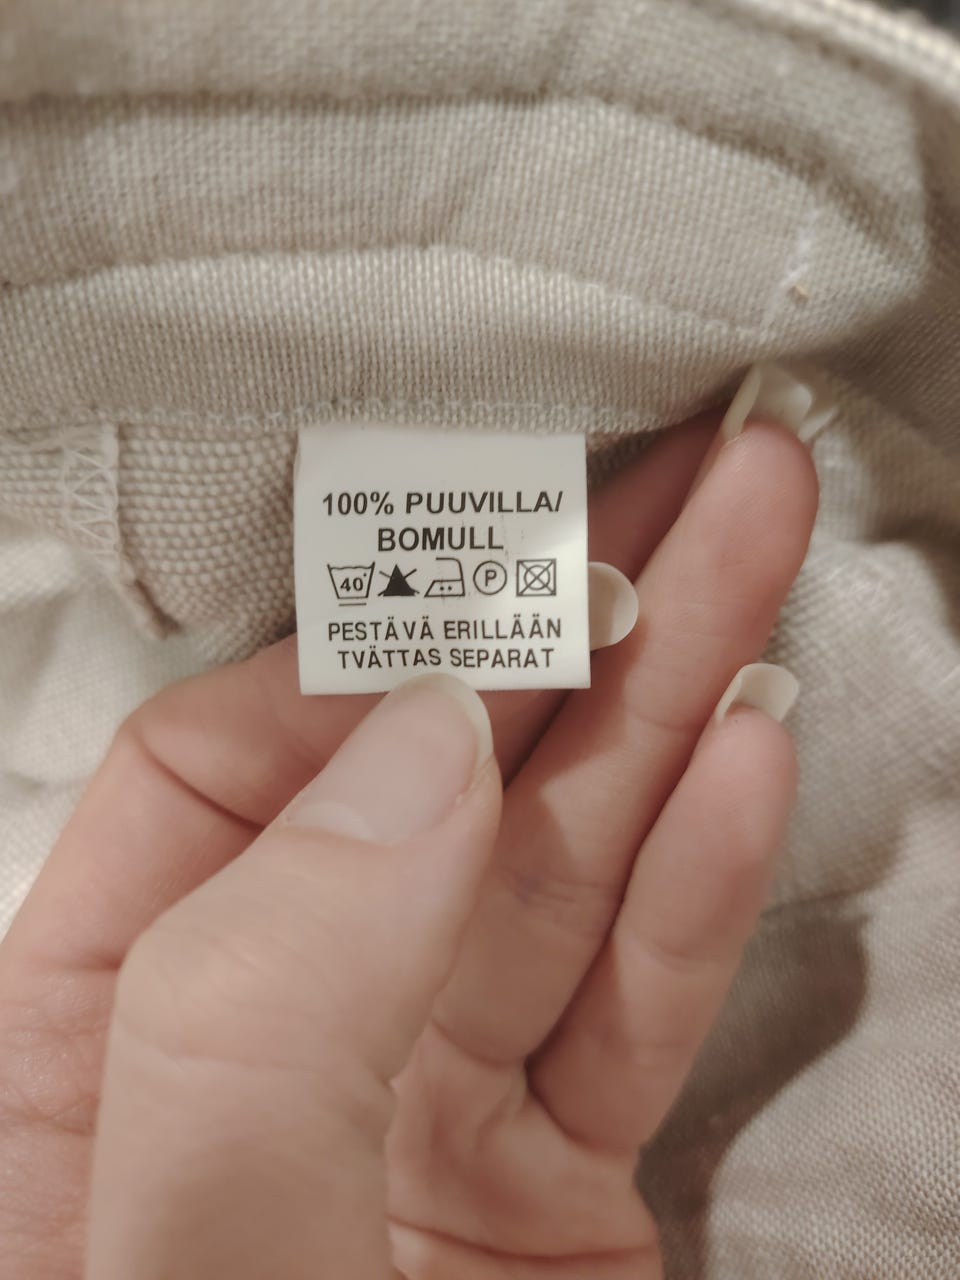 100% PUUVILLA/
BOMULL
40° P
PESTÄVÄ ERILLÄÄN
TVÄTTAS SEPARAT